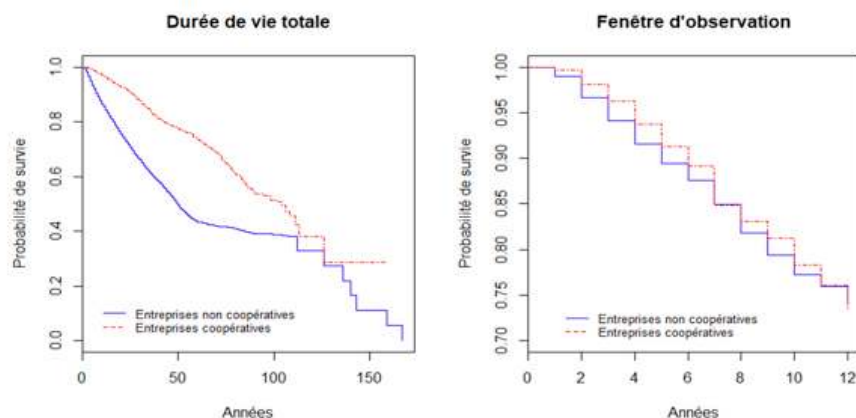 Durée de vie totale
Probabilité de survie
1.0
0.8
0.6
0.4
0.2
0.0
Entreprises non coopératives
Entreprises coopératives
0
50
100
150
Années
Fenêtre d'observation
Probabilité de survie
1.00
0.95
0.90
0.85
0.80
0.75
0.70
Entreprises non coopératives
Entreprises coopératives
0
2
4
6
8
10
12
Années